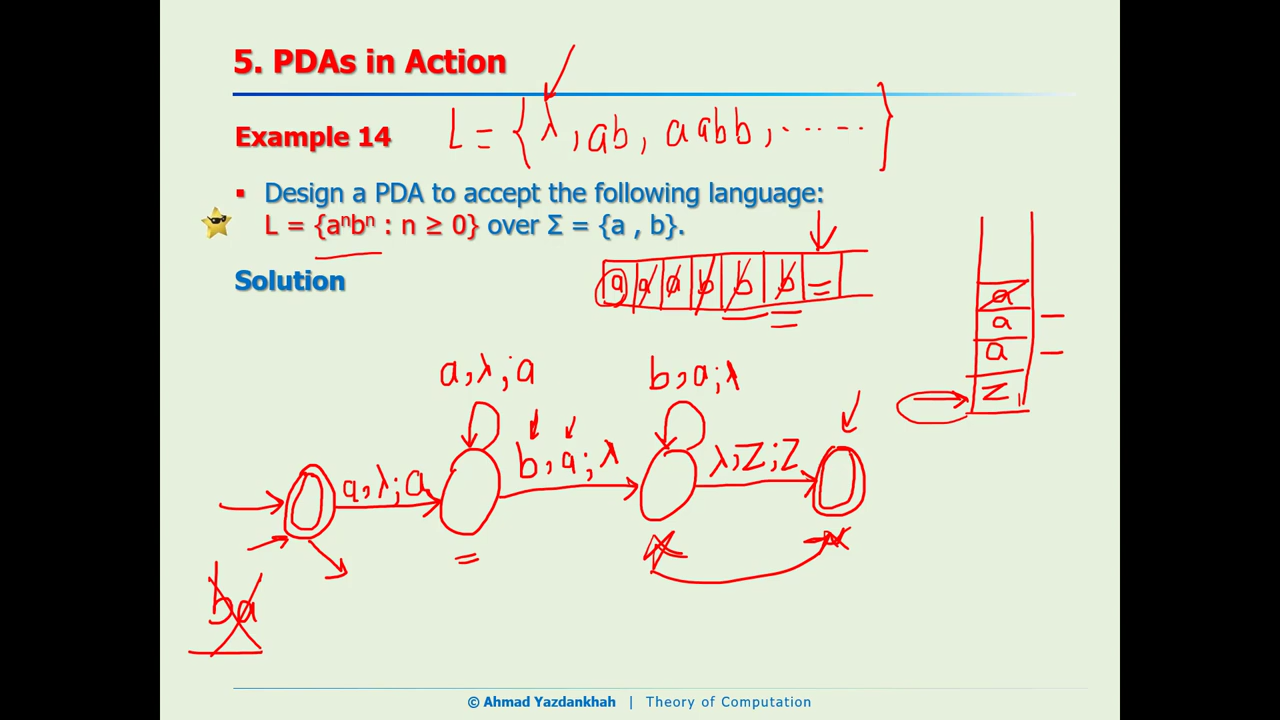 5. PDAs in Action
Example 14
L = { λ , ab , aabb , ...... }
▪ Design a PDA to accept the following language:
L = {aⁿbⁿ : n ≥ 0} over Σ = {a , b}.
Solution
a a a b b b
a
a
a
Z
a,λ;a
b,a;λ
a,λ;a
b,a;λ
λ,Z;Z
ba
© Ahmad Yazdankhah | Theory of Computation